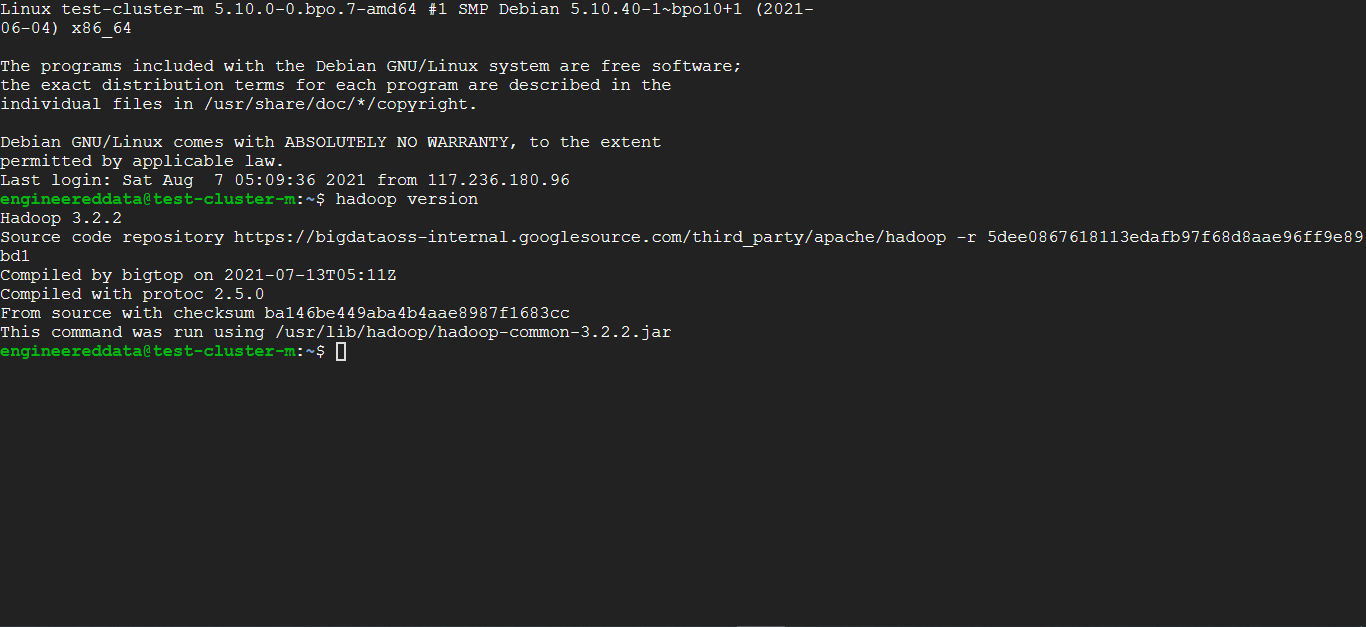 Linux test-cluster-m 5.10.0-0.bpo.7-amd64 #1 SMP Debian 5.10.40-1~bpo10+1 (2021-
06-04) x86_64
The programs included with the Debian GNU/Linux system are free software;
the exact distribution terms for each program are described in the
individual files in /usr/share/doc/*/copyright.
Debian GNU/Linux comes with ABSOLUTELY NO WARRANTY, to the extent
permitted by applicable law.
Last login: Sat Aug  7 05:09:36 2021 from 117.236.180.96
engineereddata@test-cluster-m:~$ hadoop version
Hadoop 3.2.2
Source code repository https://bigdataoss-internal.googlesource.com/third_party/apache/hadoop -r 5dee0867618113edafb97f68d8aae96ff9e89
bd1
Compiled by bigtop on 2021-07-13T05:11Z
Compiled with protoc 2.5.0
From source with checksum ba146be449aba4b4aae8987f1683cc
This command was run using /usr/lib/hadoop/hadoop-common-3.2.2.jar
engineereddata@test-cluster-m:~$